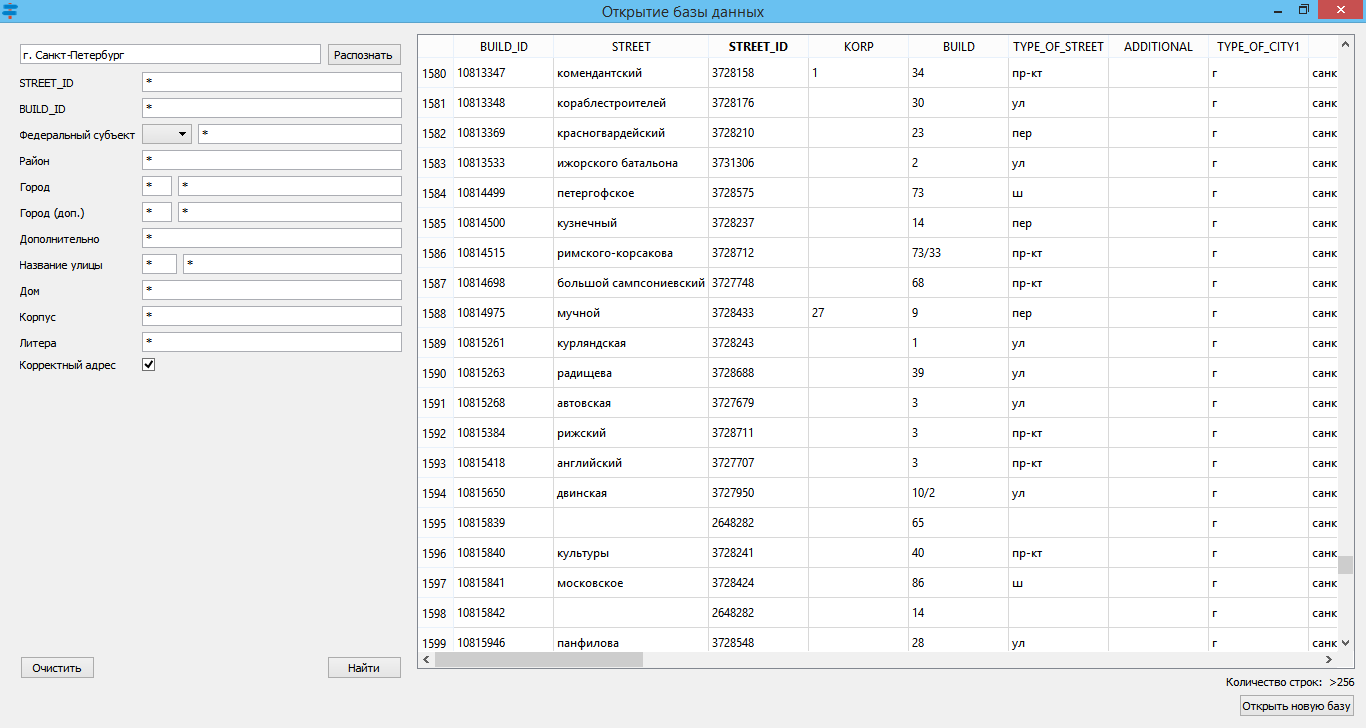 Открытие базы данных
г. Санкт-Петербург Распознать
STREET_ID *
BUILD_ID *
Федеральный субъект *
Район *
Город * *
Город (доп.) * *
Дополнительно *
Название улицы * *
Дом *
Корпус *
Литера *
Корректный адрес
Очистить Найти
BUILD_ID STREET STREET_ID KORP BUILD TYPE_OF_STREET ADDITIONAL TYPE_OF_CITY1
1580 10813347 комендантский 3728158 1 34 пр-кт г санк
1581 10813348 кораблестроителей 3728176 30 ул г санк
1582 10813369 красногвардейский 3728210 23 пер г санк
1583 10813533 ижорского батальона 3731306 2 ул г санк
1584 10814499 петергофское 3728575 73 ш г санк
1585 10814500 кузнечный 3728237 14 пер г санк
1586 10814515 римского-корсакова 3728712 73/33 пр-кт г санк
1587 10814698 большой сампсониевский 3727748 68 пр-кт г санк
1588 10814975 мучной 3728433 27 9 пер г санк
1589 10815261 курляндская 3728243 1 ул г санк
1590 10815263 радищева 3728688 39 ул г санк
1591 10815268 автовская 3727679 3 ул г санк
1592 10815384 рижский 3728711 3 пр-кт г санк
1593 10815418 английский 3727707 3 пр-кт г санк
1594 10815650 двинская 3727950 10/2 ул г санк
1595 10815839 2648282 65 г санк
1596 10815840 культуры 3728241 40 пр-кт г санк
1597 10815841 московское 3728424 86 ш г санк
1598 10815842 2648282 14 г санк
1599 10815946 панфилова 3728548 28 ул г санк
Количество строк: >256
Открыть новую базу